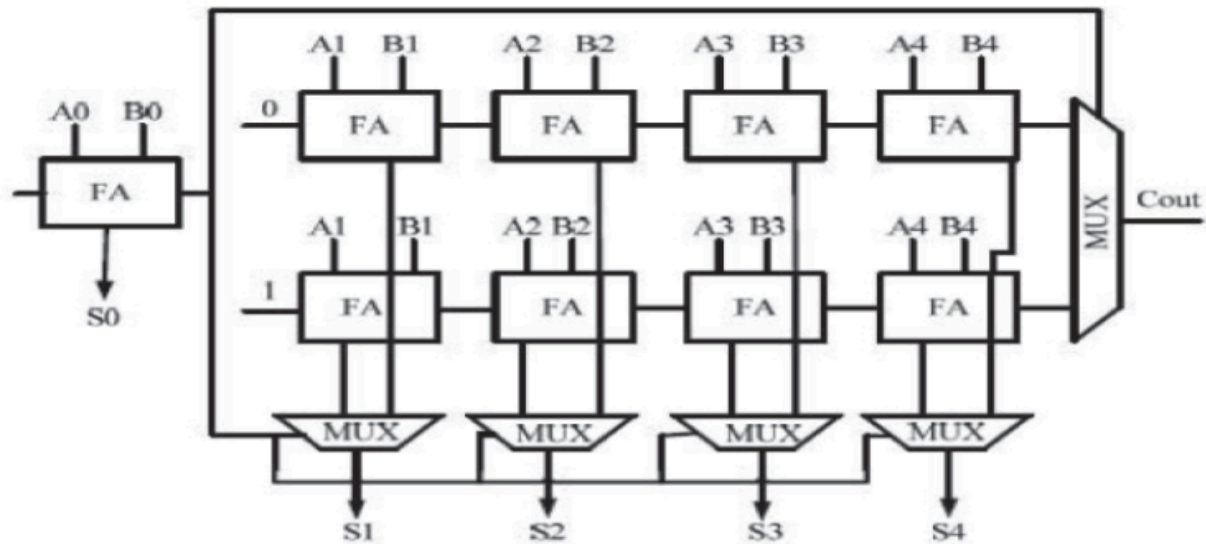 A1 B1 A2 B2 A3 B3 A4 B4
0 FA FA FA FA
A0 B0
FA
MUX Cout
A1 B1 A2 B2 A3 B3 A4 B4
1 FA FA FA FA
S0
MUX MUX MUX MUX
S1 S2 S3 S4